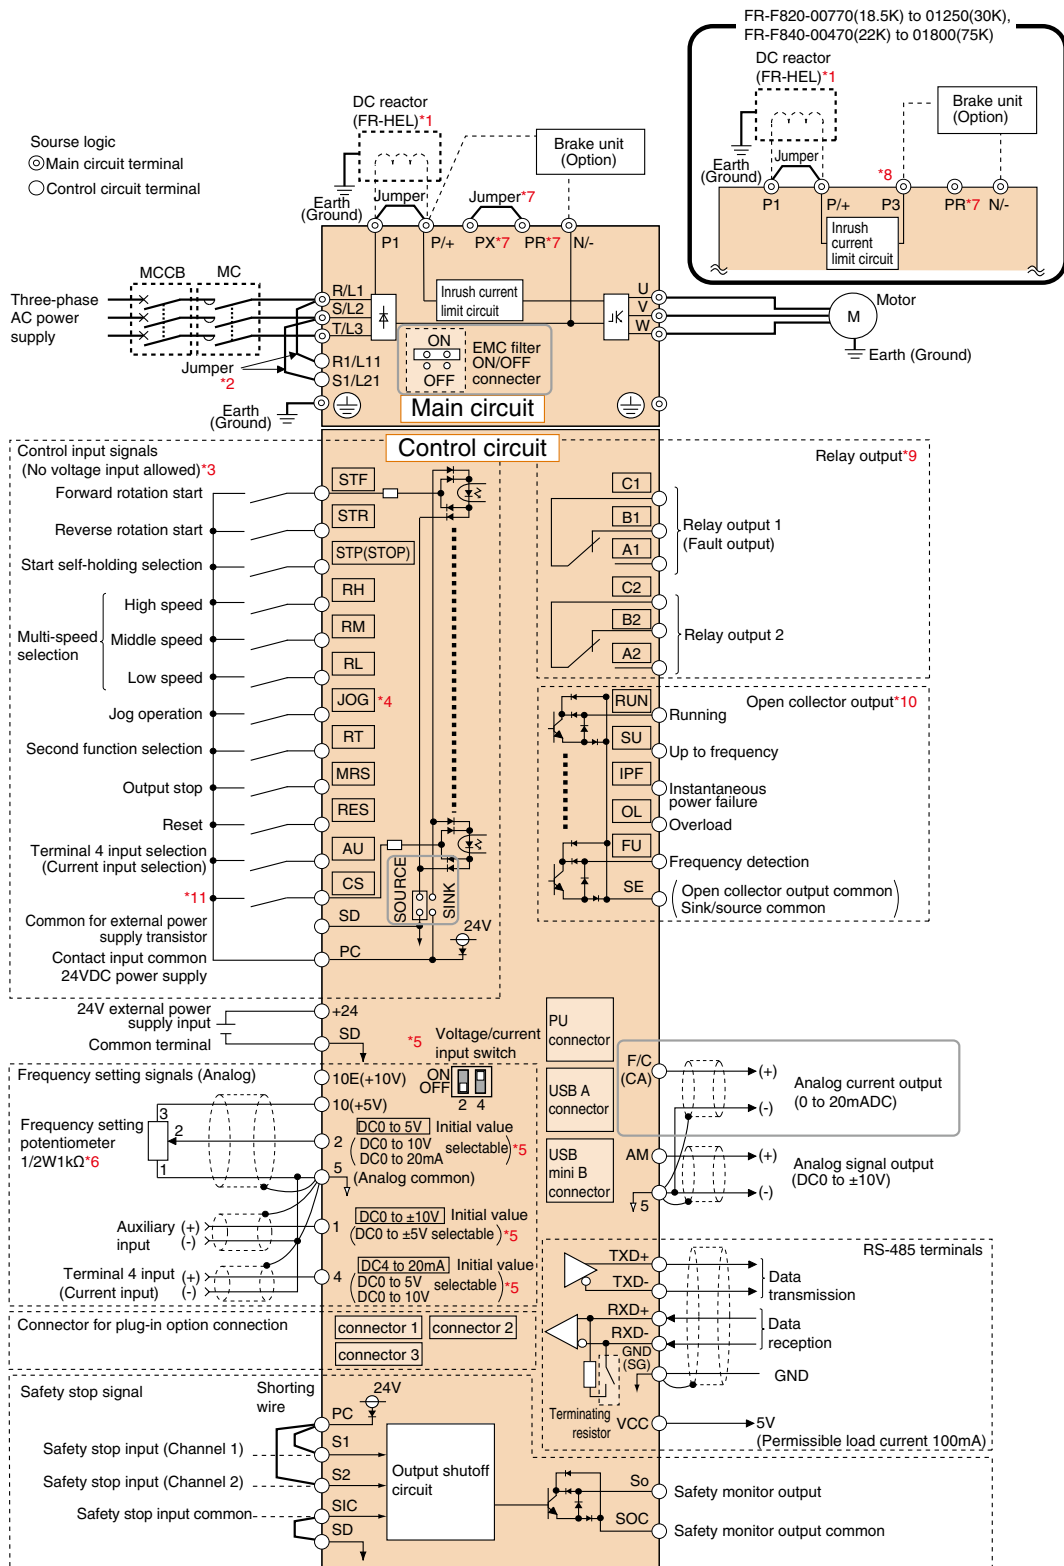 FR-F820-00770(18.5K) to 01250(30K),
FR-F840-00470(22K) to 01800(75K)
DC reactor
(FR-HEL)*1
Brake unit
(Option)
Earth
(Ground)
Jumper
*8
P1
P/+
P3
PR*7
N/-
Inrush
current
limit circuit
Sourse logic
Main circuit terminal
Control circuit terminal
DC reactor
(FR-HEL)*1
Brake unit
(Option)
Earth
(Ground)
Jumper
Jumper*7
P1
P/+
PX*7
PR*7
N/-
MCCB
MC
Three-phase
AC power
supply
R/L1
S/L2
T/L3
R1/L11
S1/L21
Jumper
*2
Earth
(Ground)
Inrush current
limit circuit
ON
OFF
EMC filter
ON/OFF
connecter
U
V
W
Motor
M
Earth (Ground)
Main circuit
Control circuit
Control input signals
(No voltage input allowed)*3
Forward rotation start
STF
Reverse rotation start
STR
Start self-holding selection
STP(STOP)
Multi-speed
selection
High speed
RH
Middle speed
RM
Low speed
RL
Jog operation
JOG *4
Second function selection
RT
Output stop
MRS
Reset
RES
Terminal 4 input selection
(Current input selection)
AU
*11
CS
SOURCE
SINK
Common for external power
supply transistor
SD
Contact input common
24VDC power supply
PC
24V
Relay output*9
C1
B1
A1
Relay output 1
(Fault output)
C2
B2
A2
Relay output 2
Open collector output*10
RUN
Running
SU
Up to frequency
IPF
Instantaneous
power failure
OL
Overload
FU
Frequency detection
SE
Open collector output common
Sink/source common
24V external power
supply input
+24
Common terminal
SD
*5
Voltage/current
input switch
ON
OFF
2 4
PU
connector
USB A
connector
USB
mini B
connector
F/C
(CA)
(+)
(-)
Analog current output
(0 to 20mADC)
AM
(+)
(-)
5
Analog signal output
(DC0 to ±10V)
Frequency setting signals (Analog)
10E(+10V)
10(+5V)
Frequency setting
potentiometer
1/2W1kΩ*6
3
2
1
2
DC0 to 5V Initial value
(DC0 to 10V
DC0 to 20mA selectable)*5
5
(Analog common)
Auxiliary
input
(+)
(-)
1
DC0 to ±10V Initial value
(DC0 to ±5V selectable)*5
Terminal 4 input
(Current input)
(+)
(-)
4
DC4 to 20mA Initial value
(DC0 to 5V
DC0 to 10V selectable)*5
Connector for plug-in option connection
connector 1
connector 2
connector 3
RS-485 terminals
TXD+
TXD-
Data
transmission
RXD+
RXD-
Data
reception
GND
(SG)
GND
Terminating
resistor
VCC
5V
(Permissible load current 100mA)
Safety stop signal
Shorting
wire
24V
PC
Safety stop input (Channel 1)
S1
Safety stop input (Channel 2)
S2
Safety stop input common
SIC
SD
Output shutoff
circuit
So
Safety monitor output
SOC
Safety monitor output common